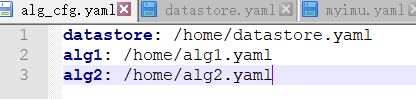 alg_cfg.yaml datastore.yaml myimu.yaml
1 datastore: /home/datastore.yaml
2 alg1: /home/alg1.yaml
3 alg2: /home/alg2.yaml